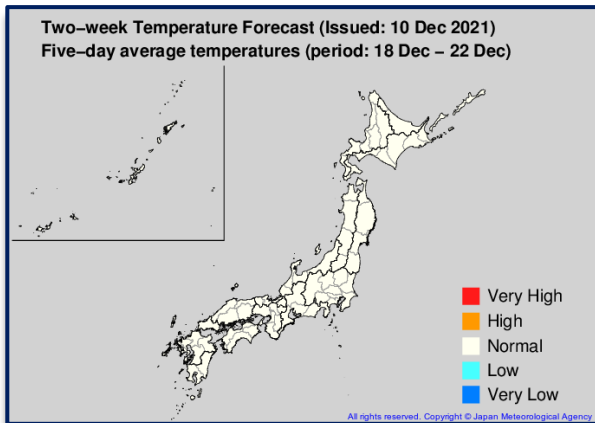 Two-week Temperature Forecast (Issued: 10 Dec 2021)
Five-day average temperatures (period: 18 Dec - 22 Dec)
Very High
High
Normal
Low
Very Low
All rights reserved. Copyright © Japan Meteorological Agency